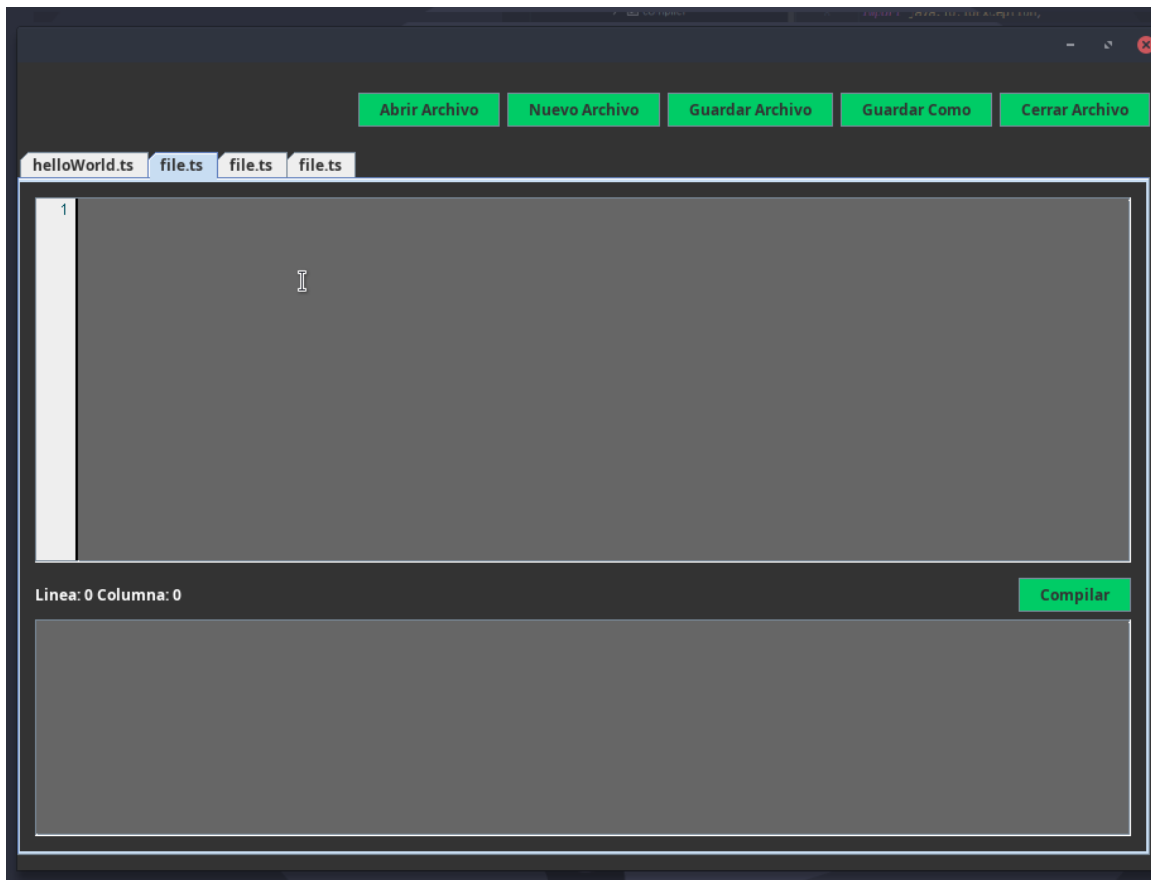 Abrir Archivo Nuevo Archivo Guardar Archivo Guardar Como Cerrar Archivo
helloWorld.ts file.ts file.ts file.ts
1
Linea: 0 Columna: 0 Compilar